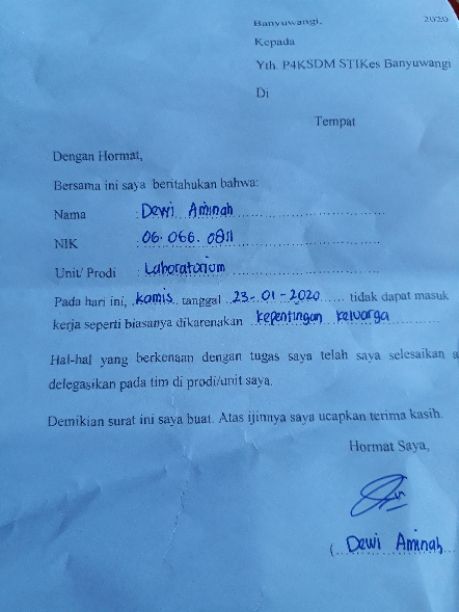 Banyuwangi, 2020
Kepada
Yth. P4KSDM STIKes Banyuwangi
Di
Tempat
Dengan Hormat,
Bersama ini saya beritahukan bahwa:
Nama : Dewi Aminah
NIK : 06.066.0811
Unit/ Prodi : Laboratorium
Pada hari ini, kamis tanggal 23-01-2020 tidak dapat masuk
kerja seperti biasanya dikarenakan kepentingan keluarga
Hal-hal yang berkenaan dengan tugas saya telah saya selesaikan
delegasikan pada tim di prodi/unit saya.
Demikian surat ini saya buat. Atas ijinnya saya ucapkan terima kasih.
Hormat Saya,
( Dewi Aminah